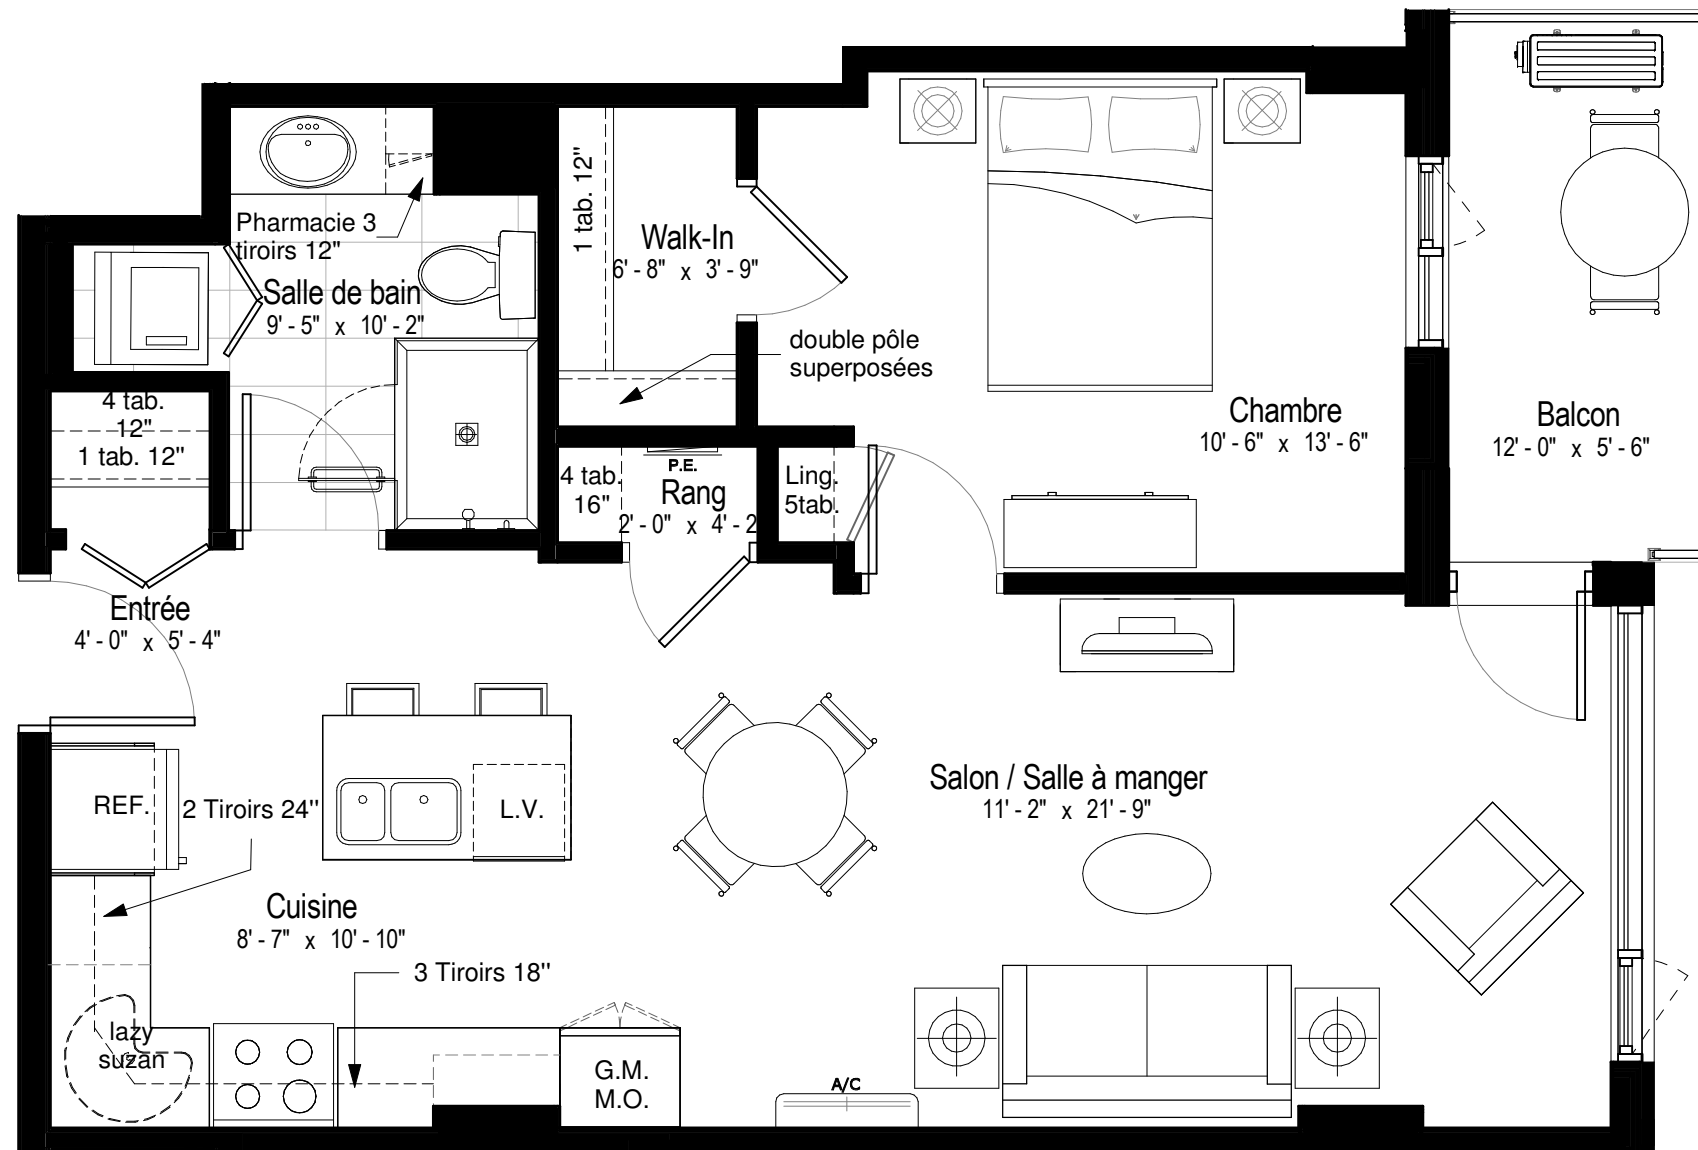 Pharmacie 3
tiroirs 12"
Salle de bain
9' - 5" x 10' - 2"
1 tab. 12"
Walk-In
6' - 8" x 3' - 9"
double pôle
superposées
Chambre
10' - 6" x 13' - 6"
Balcon
12' - 0" x 5' - 6"
4 tab.
12"
1 tab. 12"
4 tab.
16"
P.E.
Rang
2' - 0" x 4' - 2
Ling.
5tab.
Entrée
4' - 0" x 5' - 4"
REF.
2 Tiroirs 24"
L.V.
Salon / Salle à manger
11' - 2" x 21' - 9"
Cuisine
8' - 7" x 10' - 10"
3 Tiroirs 18"
lazy
suzan
G.M.
M.O.
A/C